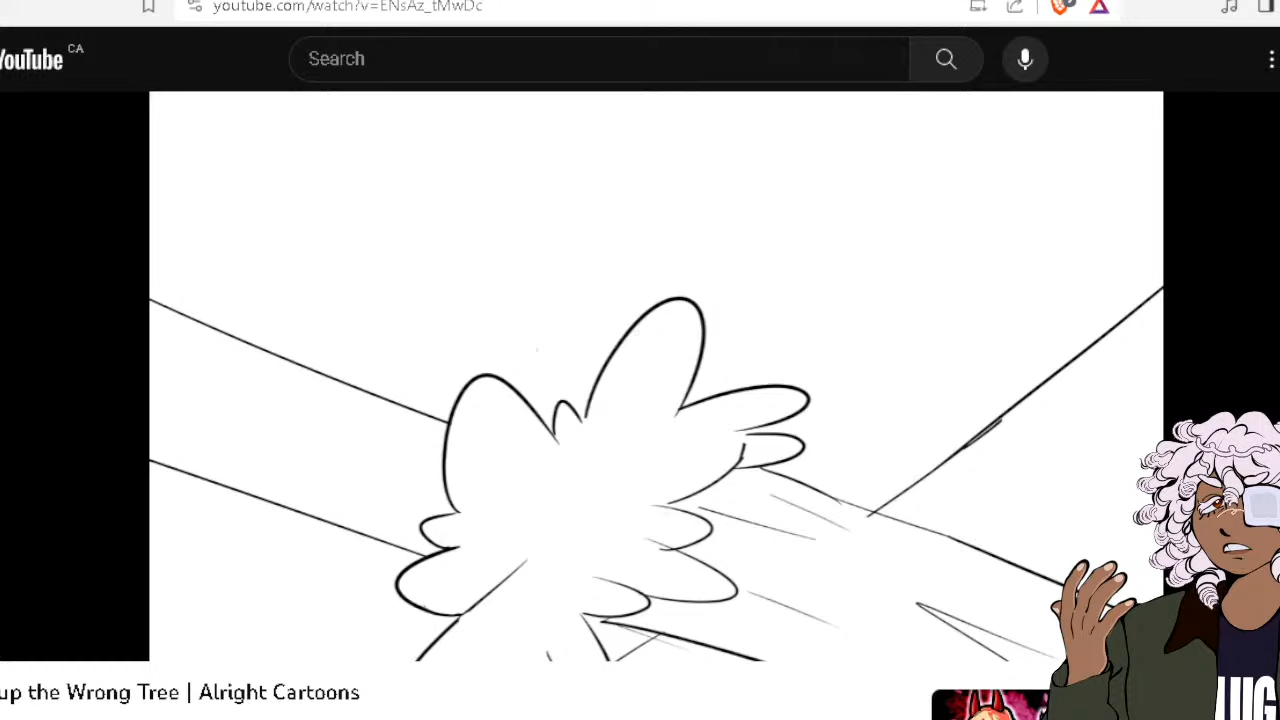 youtube.com/watch?v=ENsAz_tMwDc
YouTube CA
Search
up the Wrong Tree | Alright Cartoons